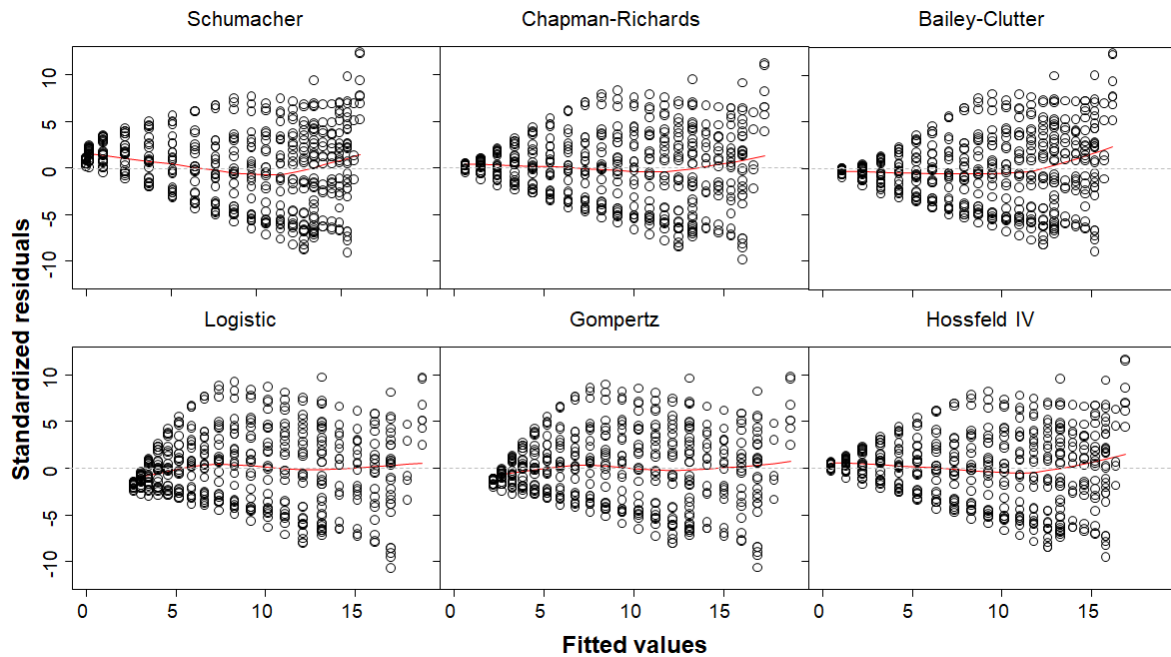 Schumacher Chapman-Richards Bailey-Clutter
10
5
0
-5
-10
Logistic Gompertz Hossfeld IV
10
5
0
-5
-10
0 5 10 15 0 5 10 15 0 5 10 15
Standardized residuals
Fitted values